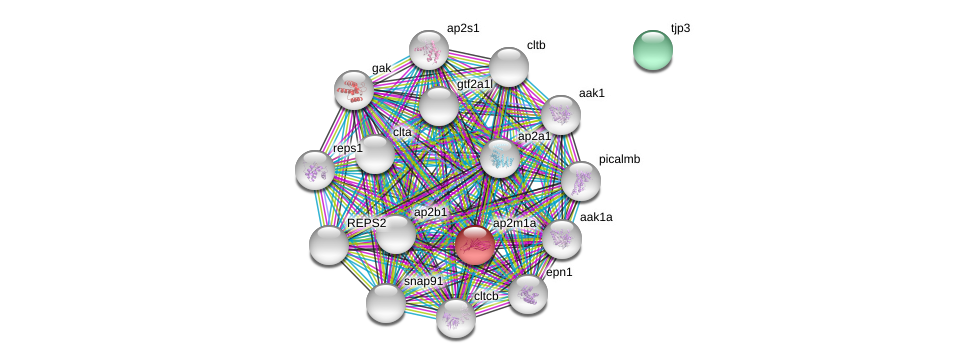 ap2s1
tjp3
cltb
gak
gtf2a1l
aak1
clta
ap2a1
reps1
picalmb
ap2b1
aak1a
REPS2
ap2m1a
epn1
snap91
cltcb